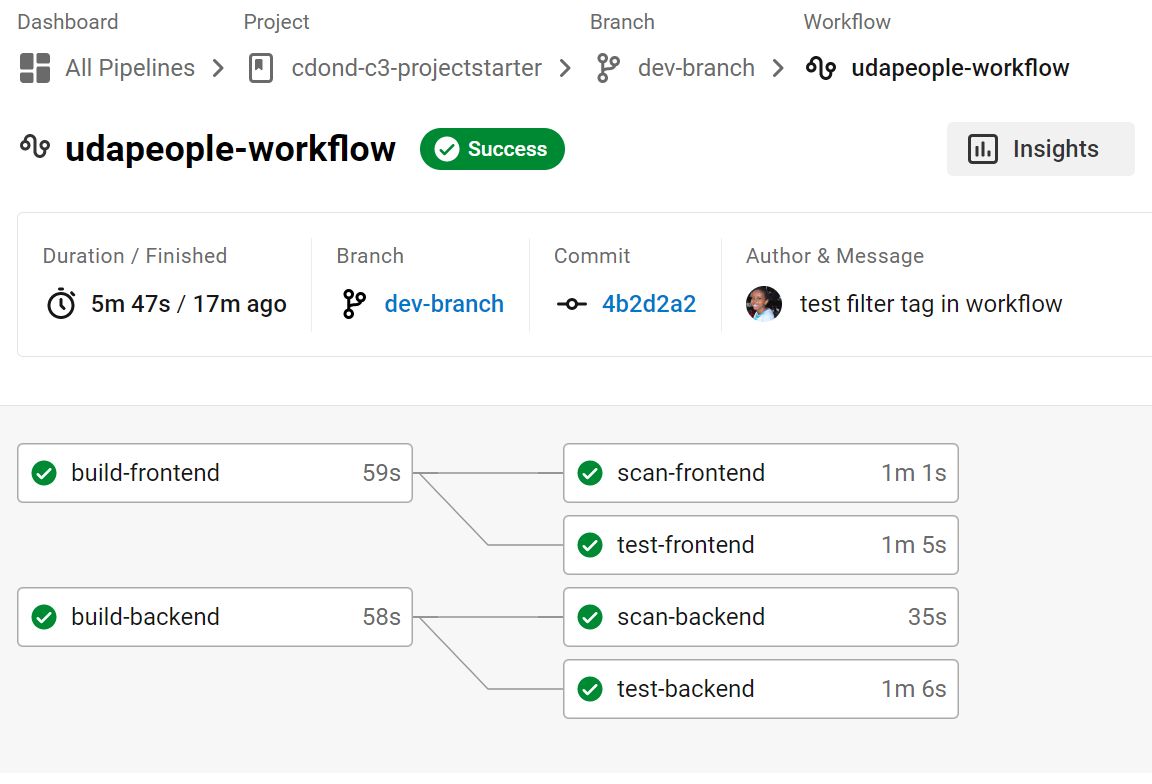 Dashboard Project Branch Workflow
All Pipelines cdond-c3-projectstarter dev-branch udapeople-workflow
udapeople-workflow Success Insights
Duration / Finished Branch Commit Author & Message
5m 47s / 17m ago dev-branch 4b2d2a2 test filter tag in workflow
build-frontend 59s scan-frontend 1m 1s
test-frontend 1m 5s
build-backend 58s scan-backend 35s
test-backend 1m 6s